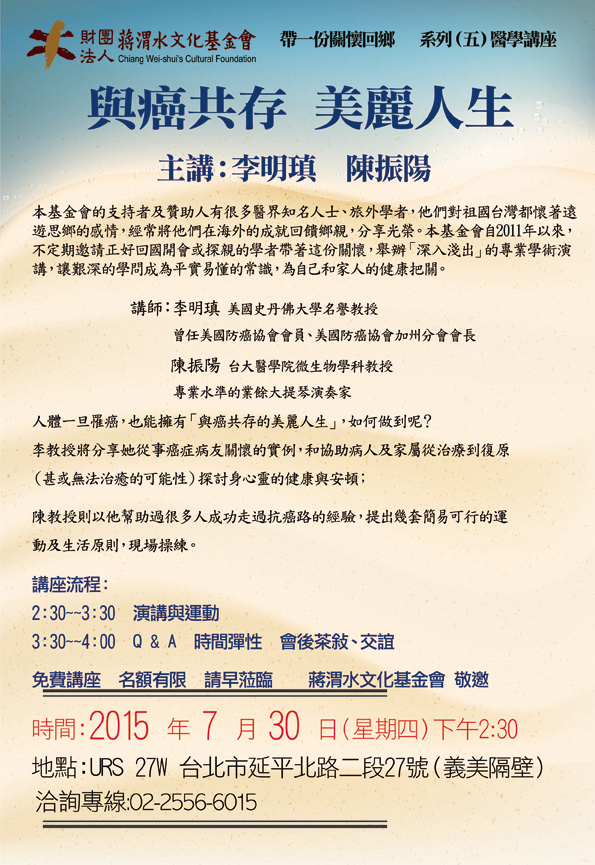 財團法人 蔣渭水文化基金會
Chiang Wei-shui's Cultural Foundation
帶一份關懷回鄉 系列(五)醫學講座
與癌共存 美麗人生
主講:李明瑱 陳振陽
本基金會的支持者及贊助人有很多醫界知名人士、旅外學者,他們對祖國台灣都懷著遠
遊思鄉的感情,經常將他們在海外的成就回饋鄉親,分享光榮。本基金會自2011年以來,
不定期邀請正好回國開會或探親的學者帶著這份關懷,舉辦「深入淺出」的專業學術演
講,讓艱深的學問成為平實易懂的常識,為自己和家人的健康把關。
講師:李明瑱 美國史丹佛大學名譽教授
曾任美國防癌協會會員、美國防癌協會加州分會會長
陳振陽 台大醫學院微生物學科教授
專業水準的業餘大提琴演奏家
人體一旦罹癌,也能擁有「與癌共存的美麗人生」,如何做到呢?
李教授將分享她從事癌症病友關懷的實例,和協助病人及家屬從治療到復原
(甚或無法治癒的可能性)探討身心靈的健康與安頓;
陳教授則以他幫助過很多人成功走過抗癌路的經驗,提出幾套簡易可行的運
動及生活原則,現場操練。
講座流程:
2:30~~3:30 演講與運動
3:30~~4:00 Q & A 時間彈性 會後茶敍、交誼
免費講座 名額有限 請早蒞臨 蔣渭水文化基金會 敬邀
時間:2015 年 7 月 30 日(星期四)下午2:30
地點:URS 27W 台北市延平北路二段27號(義美隔壁)
洽詢專線:02-2556-6015